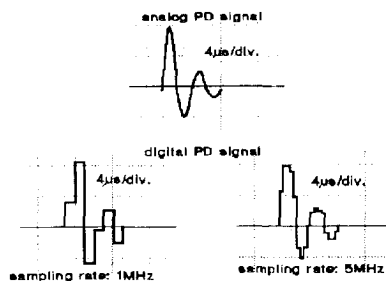 analog PD signal
4µs/div.
digital PD signal
4µs/div.
4µs/div.
sampling rate: 1MHz
sampling rate: 5MHz